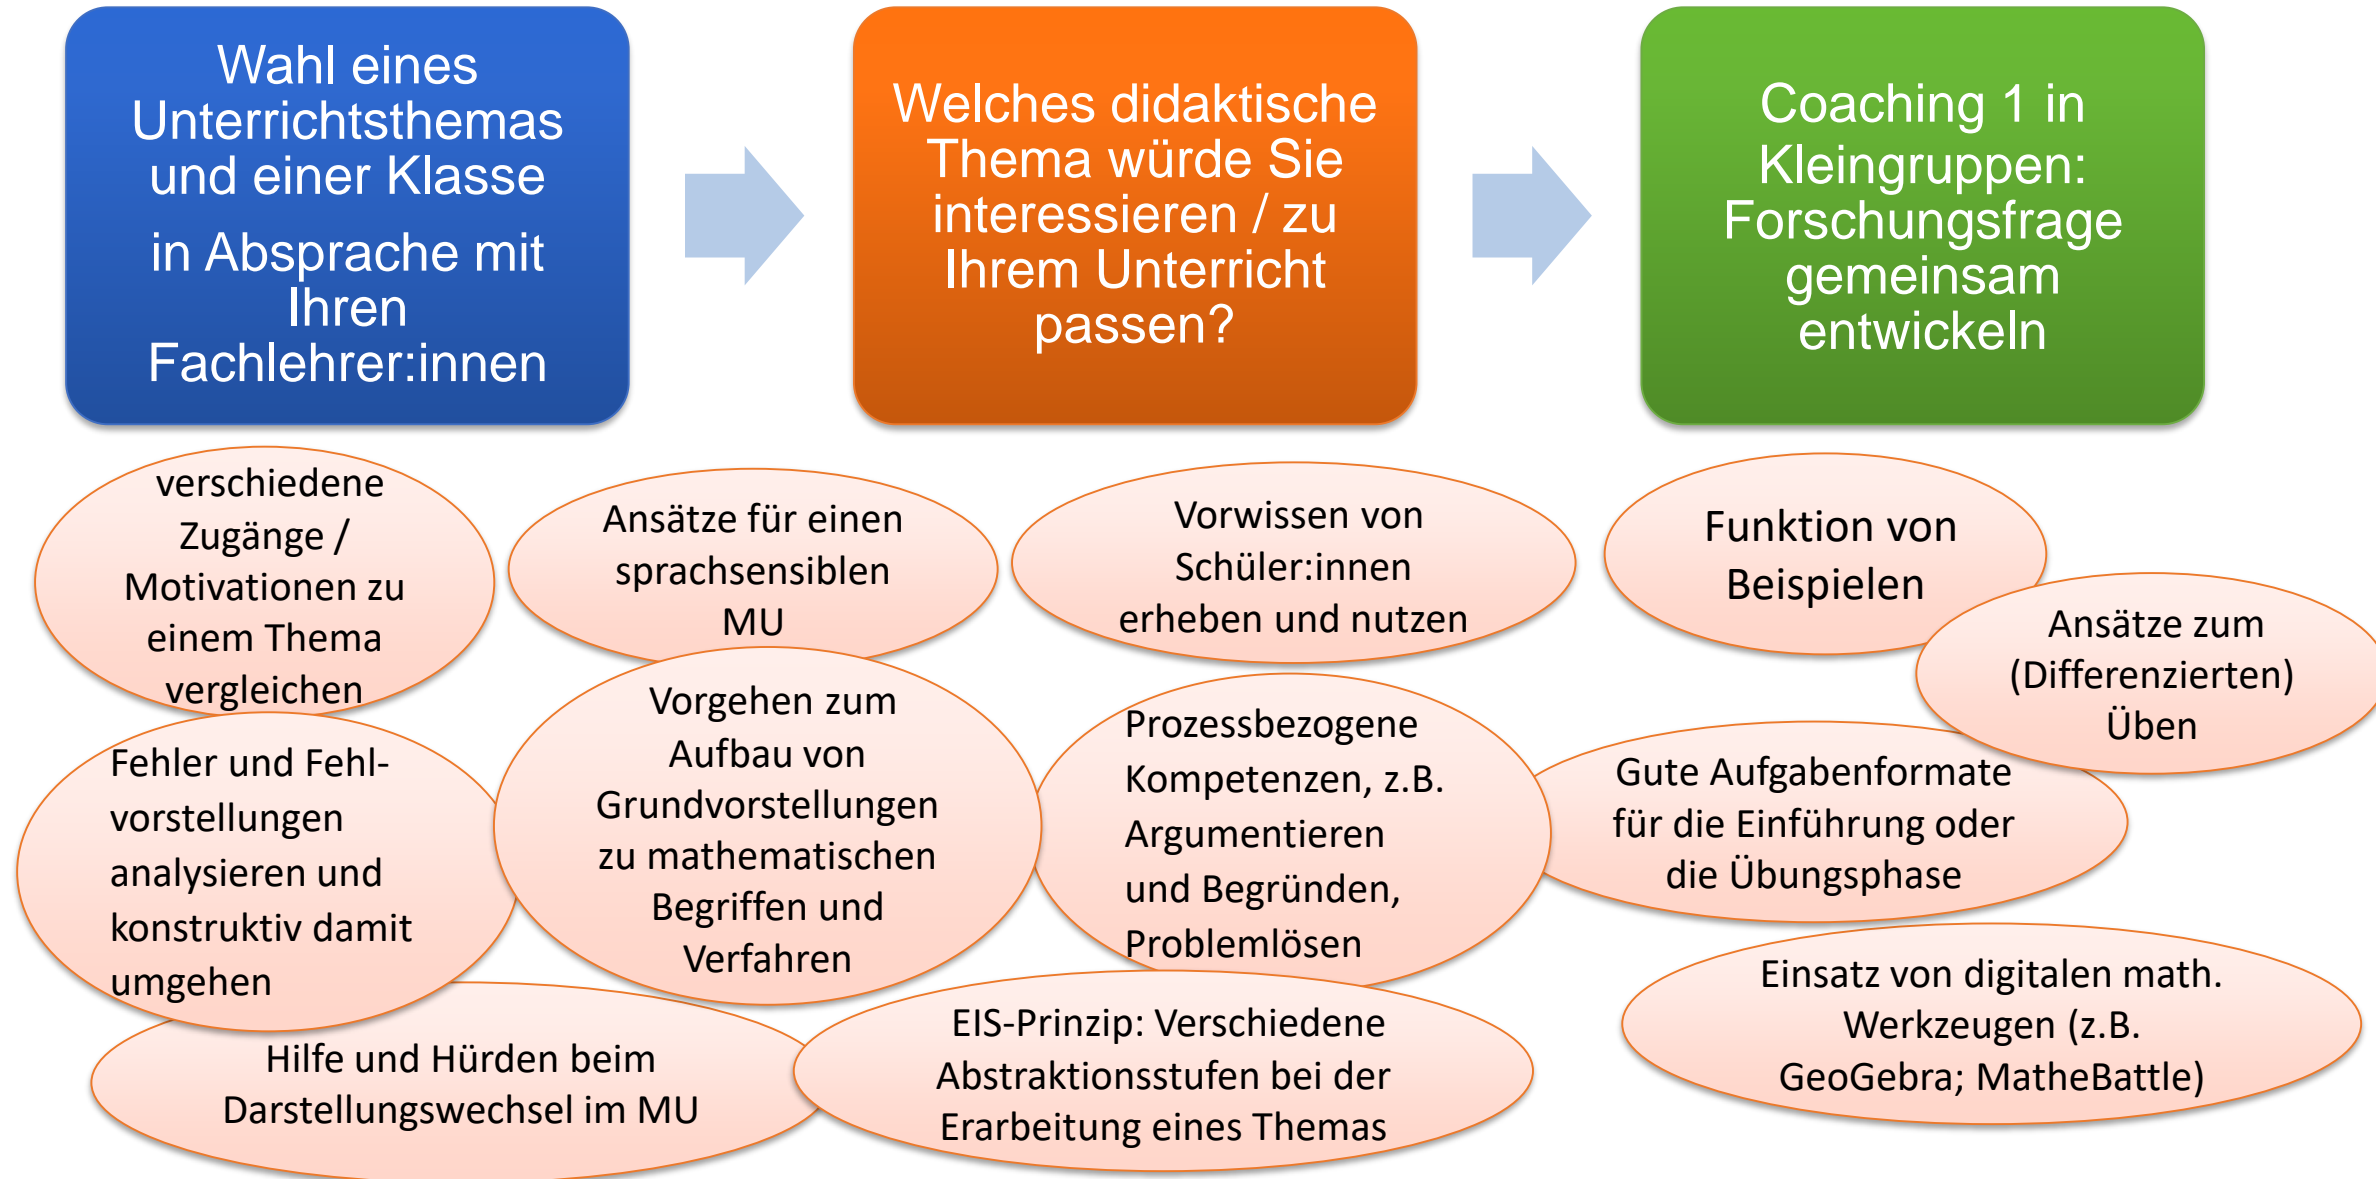 Wahl eines
Unterrichtsthemas
und einer Klasse
in Absprache mit
Ihren
Fachlehrer:innen
Welches didaktische
Thema würde Sie
interessieren / zu
Ihrem Unterricht
passen?
Coaching 1 in
Kleingruppen:
Forschungsfrage
gemeinsam
entwickeln
verschiedene
Zugänge /
Motivationen zu
einem Thema
vergleichen
Ansätze für einen
sprachsensiblen
MU
Vorwissen von
Schüler:innen
erheben und nutzen
Funktion von
Beispielen
Ansätze zum
(Differenzierten)
Üben
Fehler und Fehl-
vorstellungen
analysieren und
konstruktiv damit
umgehen
Vorgehen zum
Aufbau von
Grundvorstellungen
zu mathematischen
Begriffen und
Verfahren
Prozessbezogene
Kompetenzen, z.B.
Argumentieren
und Begründen,
Problemlösen
Gute Aufgabenformate
für die Einführung oder
die Übungsphase
Hilfe und Hürden beim
Darstellungswechsel im MU
EIS-Prinzip: Verschiedene
Abstraktionsstufen bei der
Erarbeitung eines Themas
Einsatz von digitalen math.
Werkzeugen (z.B.
GeoGebra; MatheBattle)